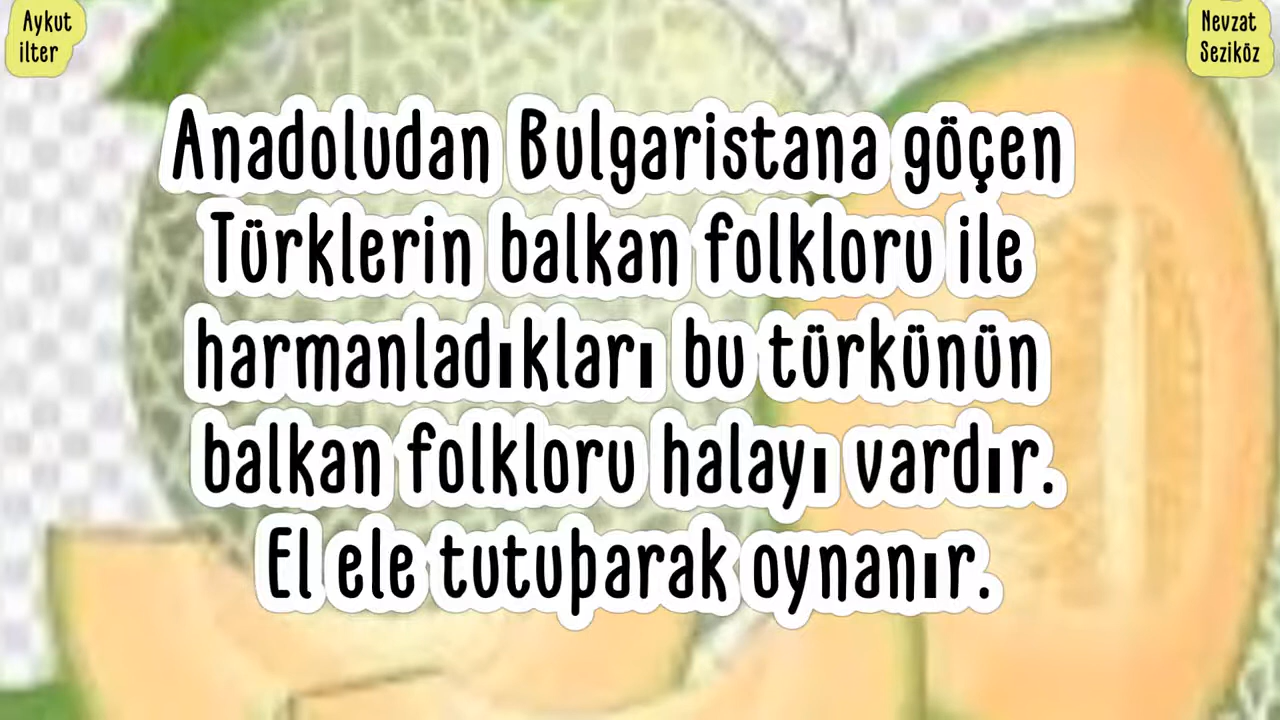 Aykut
ilter
Nevzat
Seziköz
Anadoludan Bulgaristana göçen
Türklerin balkan folkloru ile
harmanladıkları bu türkünün
balkan folkloru halayı vardır.
El ele tutuþarak oynanır.